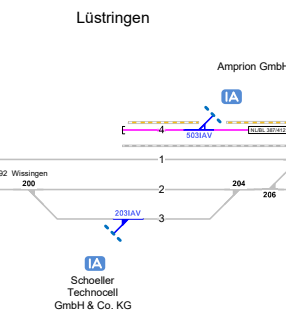 Lüstringen
Amprion GmbH
IA
4
503IAV
NLBL 387/412
1
92 Wissingen
200
2
204
206
203IAV
3
IA
Schoeller
Technocell
GmbH & Co. KG